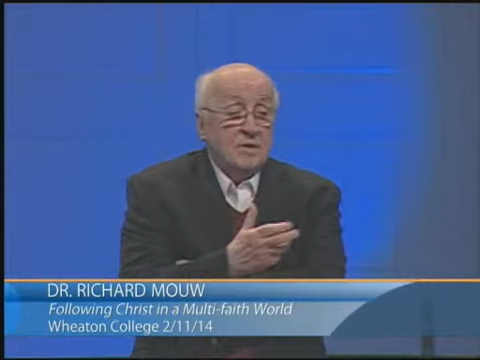 DR. RICHARD MOUW
Following Christ in a Multi-faith World
Wheaton College 2/11/14